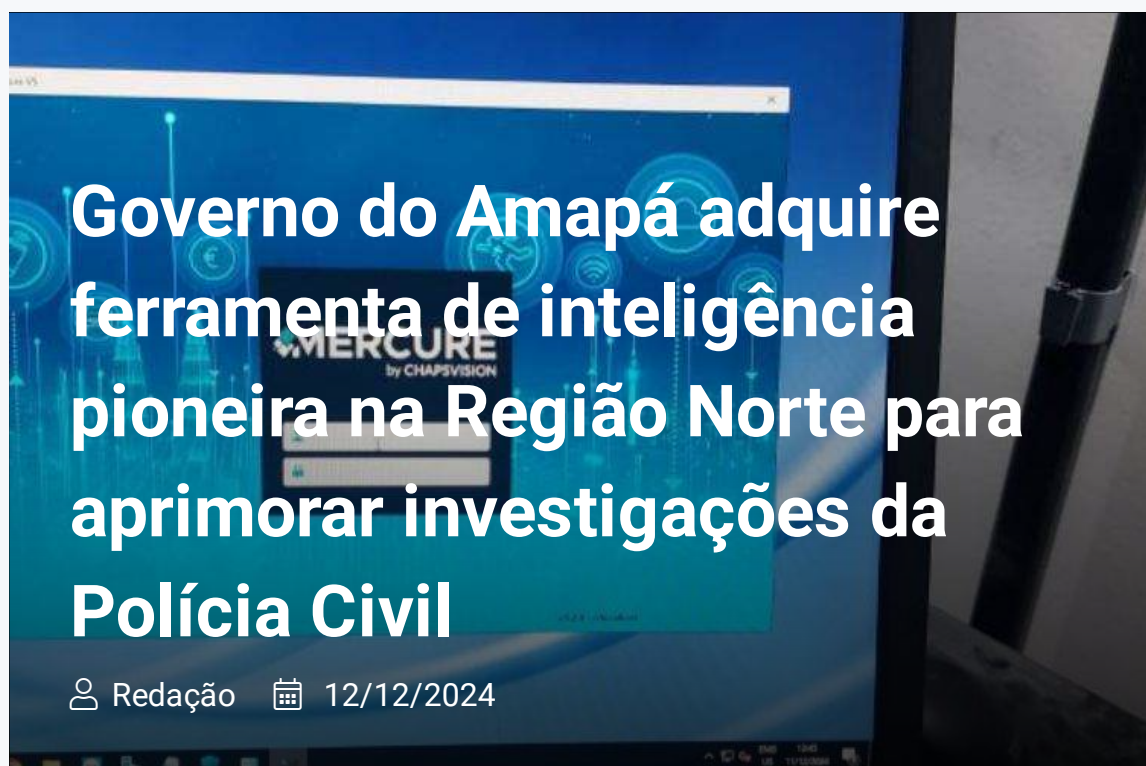 Governo do Amapá adquire
ferramenta de inteligência
pioneira na Região Norte para
aprimorar investigações da
Polícia Civil
Redação 12/12/2024
MERCURE
by CHAPSVISION